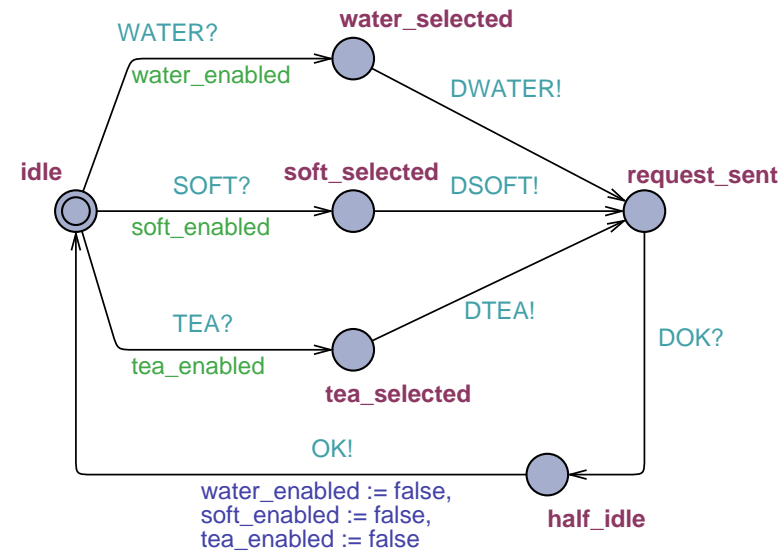 water_selected
WATER?
water_enabled
DWATER!
idle
SOFT?
soft_selected
DSOFT!
request_sent
soft_enabled
TEA?
DTEA!
DOK?
tea_enabled
tea_selected
OK!
water_enabled := false,
soft_enabled := false,
tea_enabled := false
half_idle